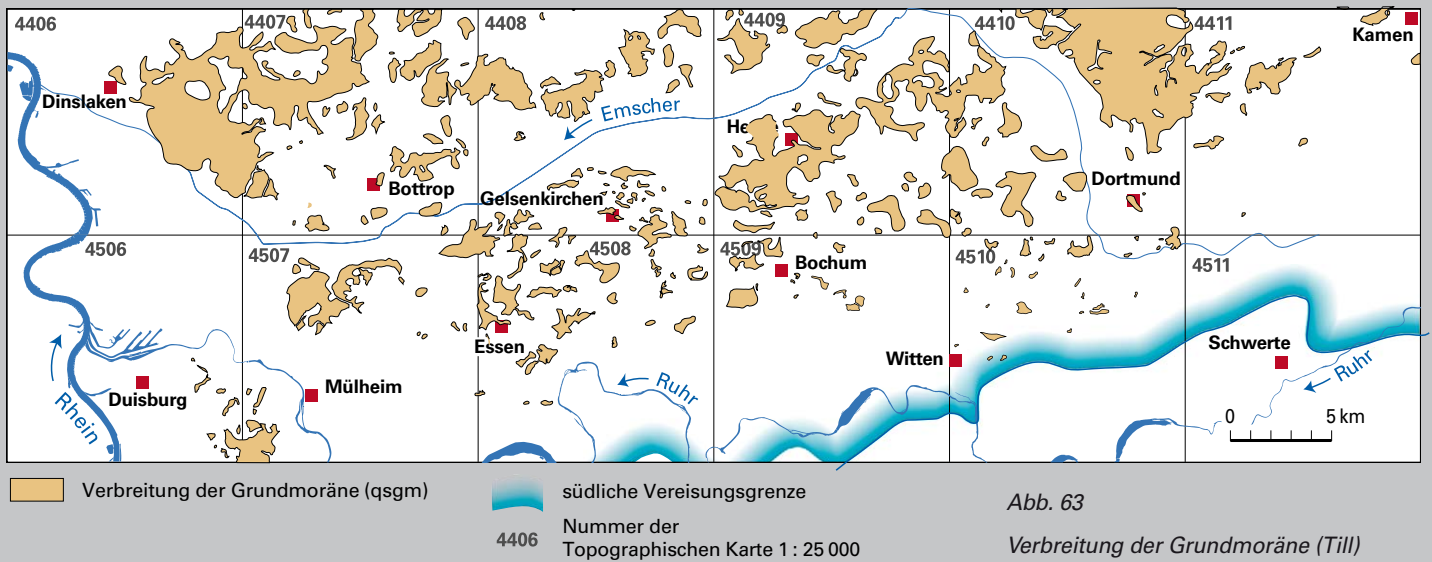 4406
4407
4408
4409
4410
4411
Kamen
Dinslaken
Emscher
He
Bottrop
Gelsenkirchen
Dortmund
4506
4507
4508
4509
4510
4511
Bochum
Essen
Witten
Schwerte
Rhein
Duisburg
Mülheim
Ruhr
Ruhr
0 5 km
Verbreitung der Grundmoräne (qsgm)
südliche Vereisungsgrenze
4406
Nummer der
Topographischen Karte 1 : 25 000
Abb. 63
Verbreitung der Grundmoräne (Till)